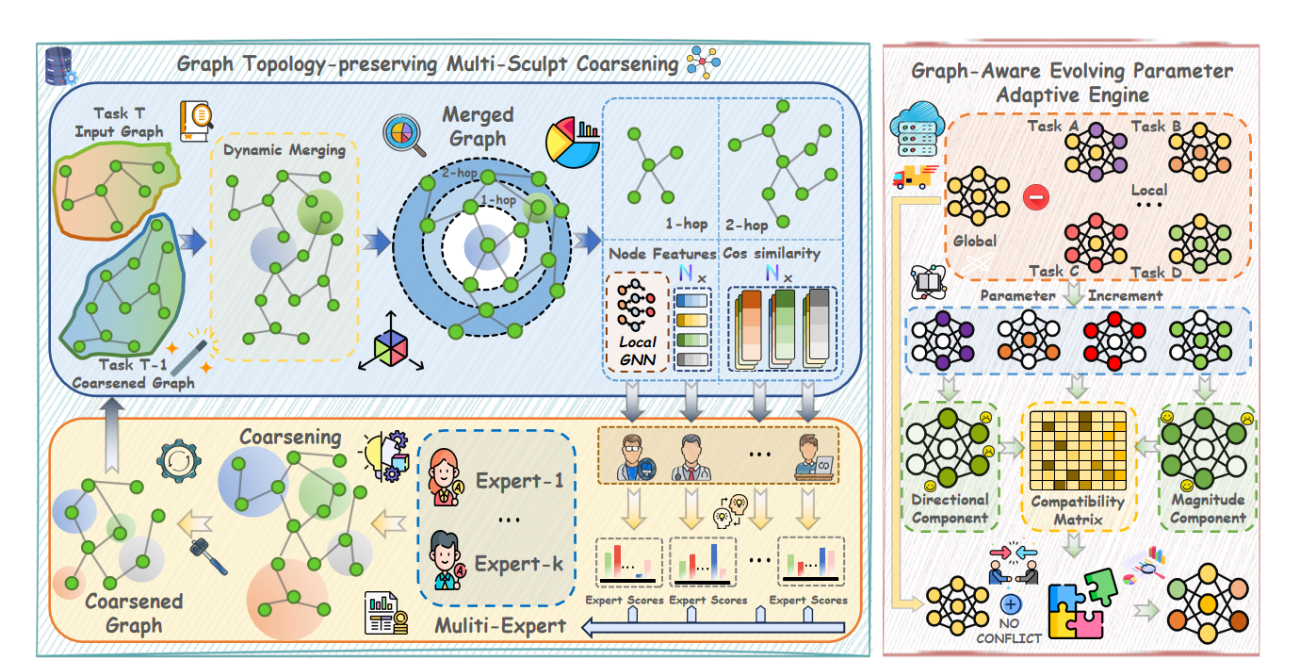 Graph Topology-preserving Multi-Sculpt Coarsening
Task T
Input Graph
Dynamic Merging
Merged
Graph
2-hop
1-hop
1-hop
2-hop
Node Features
N x
Cos similarity
N x
Local
GNN
Task T-1
Coarsened Graph
Coarsening
Expert-1
...
Expert-k
Muliti-Expert
...
...
...
...
...
Expert Scores
Expert Scores
Expert Scores
Coarsened
Graph
Graph-Aware Evolving Parameter
Adaptive Engine
Task A
Task B
Local
...
Global
Task C
Task D
Parameter
Increment
Directional
Component
Compatibility
Matrix
Magnitude
Component
NO
CONFLICT